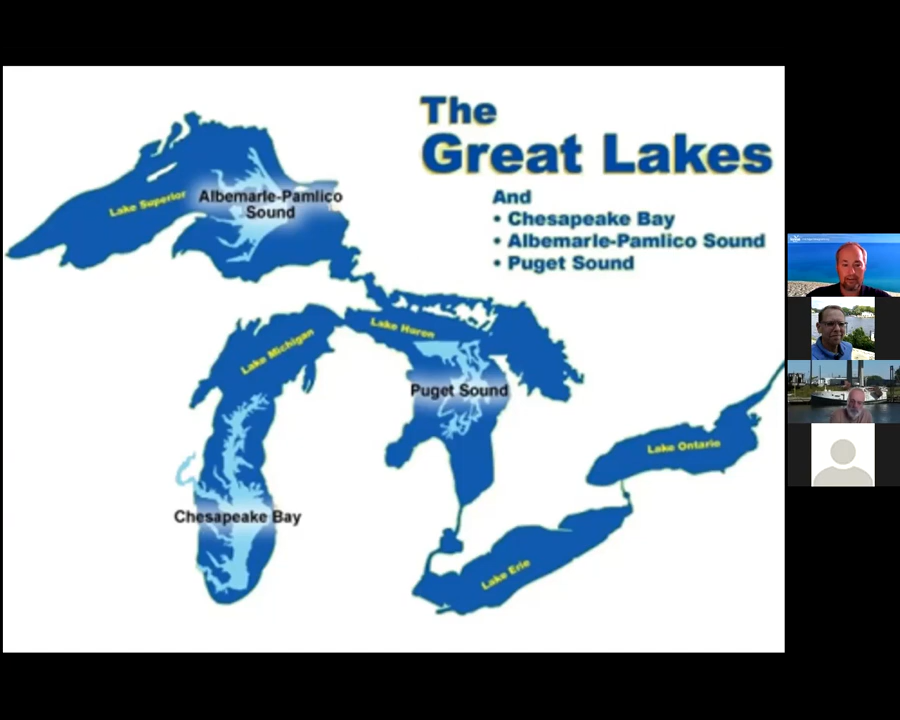 The
Great Lakes
And
• Chesapeake Bay
• Albemarle-Pamlico Sound
• Puget Sound
Lake Superior
Albemarle-Pamlico
Sound
Lake Michigan
Lake Huron
Puget Sound
Lake Ontario
Chesapeake Bay
Lake Erie